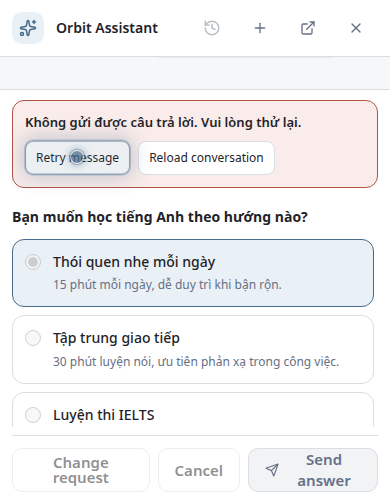 Orbit Assistant
Không gửi được câu trả lời. Vui lòng thử lại.
Retry message
Reload conversation
Bạn muốn học tiếng Anh theo hướng nào?
Thói quen nhẹ mỗi ngày
15 phút mỗi ngày, dễ duy trì khi bận rộn.
Tập trung giao tiếp
30 phút luyện nói, ưu tiên phản xạ trong công việc.
Luyện thi IELTS
Change
request
Cancel
Send
answer